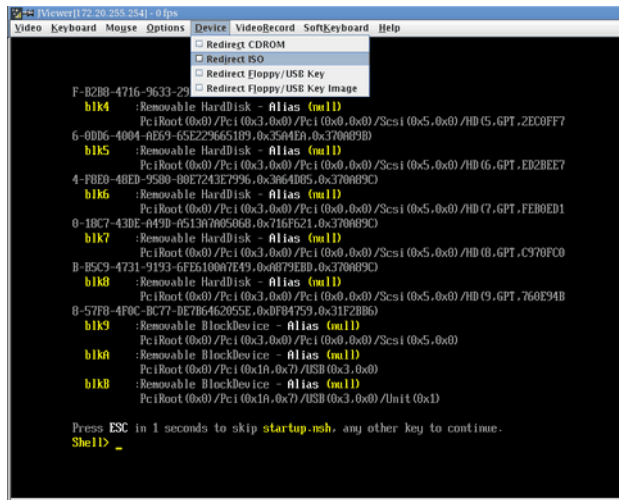 JViewer[172.20.255.254] - 0 fps
Video Keyboard Mouse Options Device VideoRecord SoftKeyboard Help
Redirect CDROM
Redirect ISO
Redirect Floppy/USB Key
Redirect Floppy/USB Key Image
F-B2B8-4716-9633-29
blk4 :Removable HardDisk - Alias (null)
PciRoot(0x0)/Pci(0x3,0x0)/Pci(0x0,0x0)/Scsi(0x5,0x0)/HD(5,GPT,2EC0FF7
6-0DD6-4004-AE69-65E229665189,0x35A4EA,0x370A89B)
blk5 :Removable HardDisk - Alias (null)
PciRoot(0x0)/Pci(0x3,0x0)/Pci(0x0,0x0)/Scsi(0x5,0x0)/HD(6,GPT,ED2BEE7
4-F8E0-48ED-9580-80E7243E7996,0x3A64D85,0x370A89C)
blk6 :Removable HardDisk - Alias (null)
PciRoot(0x0)/Pci(0x3,0x0)/Pci(0x0,0x0)/Scsi(0x5,0x0)/HD(7,GPT,FEB0ED1
0-18C7-43DE-A49D-A513A7A05068,0x716F621,0x370A89C)
blk7 :Removable HardDisk - Alias (null)
PciRoot(0x0)/Pci(0x3,0x0)/Pci(0x0,0x0)/Scsi(0x5,0x0)/HD(8,GPT,C970FC0
B-B5C9-4731-9193-6FE6100A7E49,0xA879EBD,0x370A89C)
blk8 :Removable HardDisk - Alias (null)
PciRoot(0x0)/Pci(0x3,0x0)/Pci(0x0,0x0)/Scsi(0x5,0x0)/HD(9,GPT,760E94B
8-57F8-4F0C-BC77-DE7B6462055E,0xDF84759,0x31F2BB6)
blk9 :Removable BlockDevice - Alias (null)
PciRoot(0x0)/Pci(0x3,0x0)/Pci(0x0,0x0)/Scsi(0x5,0x0)
blkA :Removable BlockDevice - Alias (null)
PciRoot(0x0)/Pci(0x1A,0x7)/USB(0x3,0x0)
blkB :Removable BlockDevice - Alias (null)
PciRoot(0x0)/Pci(0x1A,0x7)/USB(0x3,0x0)/Unit(0x1)
Press ESC in 1 seconds to skip startup.nsh, any other key to continue.
Shell> _